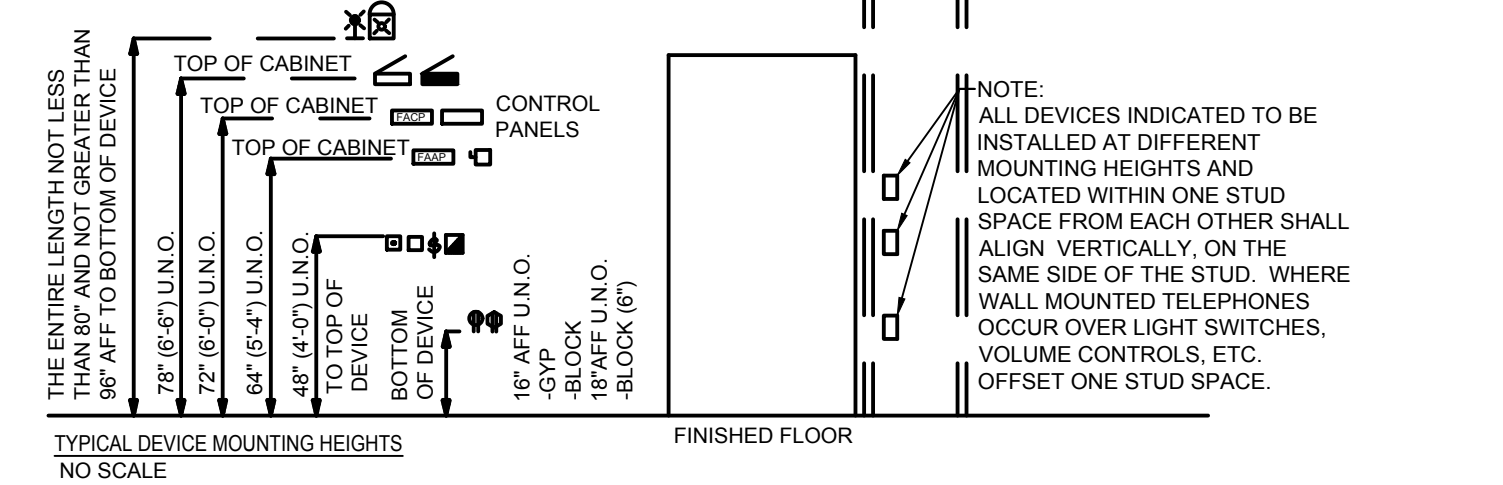 THE ENTIRE LENGTH NOT LESS
THAN 80" AND NOT GREATER THAN
96" AFF TO BOTTOM OF DEVICE
TOP OF CABINET
78" (6'-6") U.N.O.
TOP OF CABINET
FACP
CONTROL
PANELS
72" (6'-0") U.N.O.
TOP OF CABINET
FAAP
64" (5'-4") U.N.O.
48" (4'-0") U.N.O.
TO TOP OF
DEVICE
BOTTOM
OF DEVICE
16" AFF U.N.O.
-GYP
-BLOCK
18"AFF U.N.O.
-BLOCK (6")
NOTE:
ALL DEVICES INDICATED TO BE
INSTALLED AT DIFFERENT
MOUNTING HEIGHTS AND
LOCATED WITHIN ONE STUD
SPACE FROM EACH OTHER SHALL
ALIGN VERTICALLY, ON THE
SAME SIDE OF THE STUD. WHERE
WALL MOUNTED TELEPHONES
OCCUR OVER LIGHT SWITCHES,
VOLUME CONTROLS, ETC.
OFFSET ONE STUD SPACE.
FINISHED FLOOR
TYPICAL DEVICE MOUNTING HEIGHTS
NO SCALE